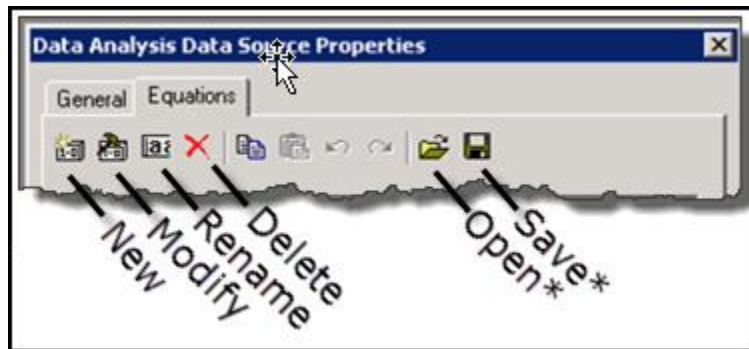 Data Analysis Data Source Properties
General Equations
New
Modify
Rename
Delete
Open*
Save*